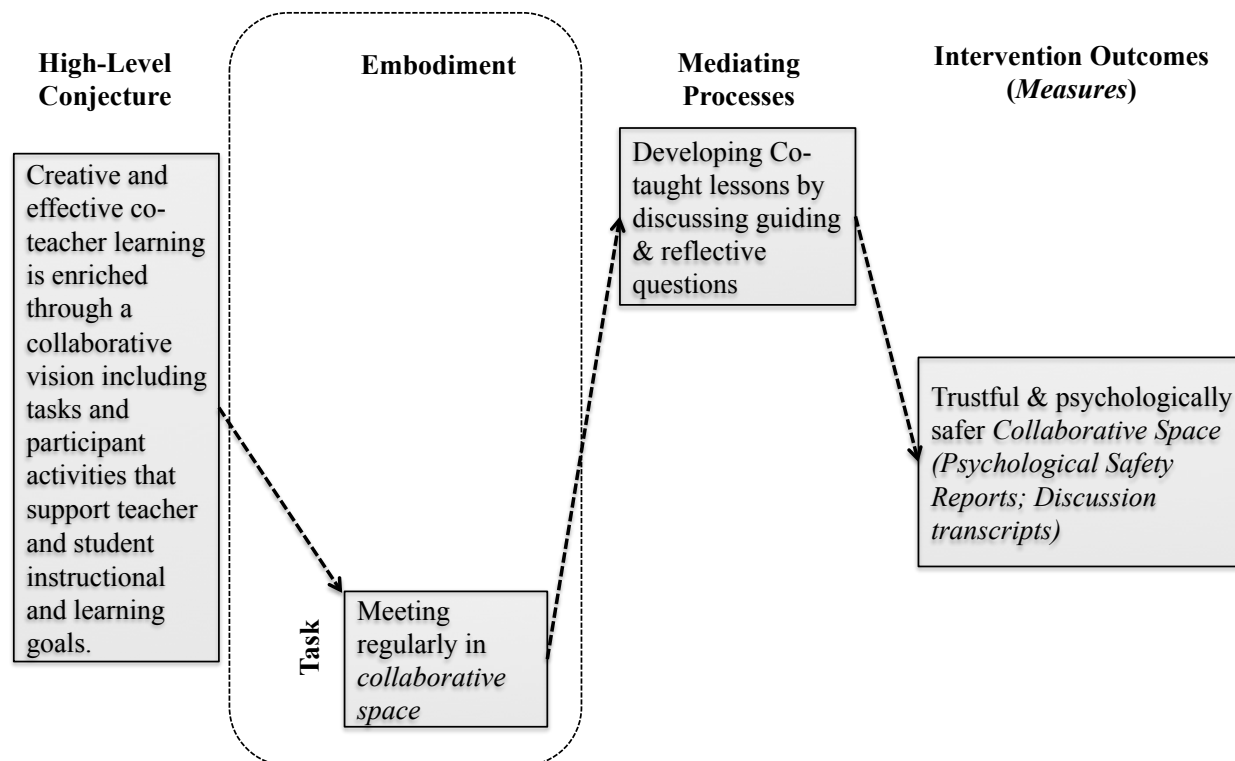 High-Level
Conjecture
Embodiment
Mediating
Processes
Intervention Outcomes
(Measures)
Creative and
effective co-
teacher learning
is enriched
through a
collaborative
vision including
tasks and
participant
activities that
support teacher
and student
instructional
and learning
goals.
Task
Meeting
regularly in
collaborative
space
Developing Co-
taught lessons by
discussing guiding
& reflective
questions
Trustful & psychologically
safer Collaborative Space
(Psychological Safety
Reports; Discussion
transcripts)